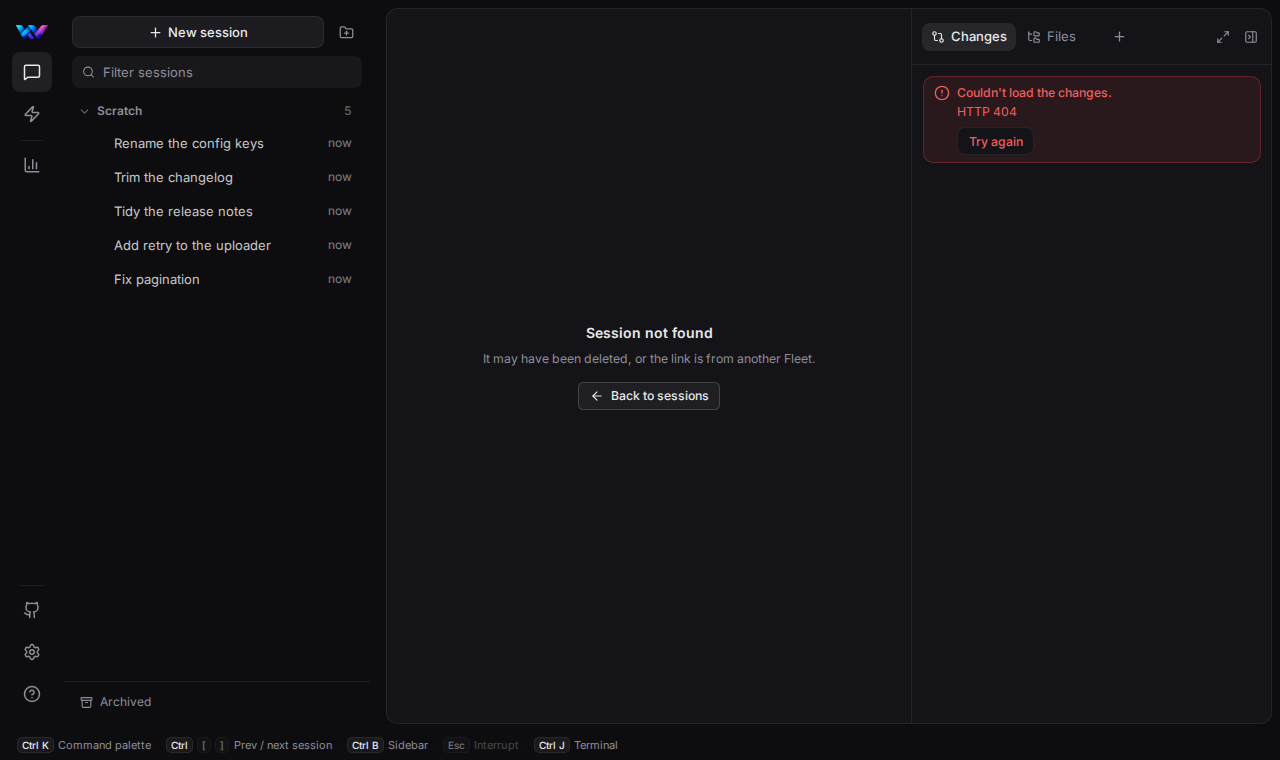 New session
Filter sessions
Scratch 5
Rename the config keys now
Trim the changelog now
Tidy the release notes now
Add retry to the uploader now
Fix pagination now
Archived
Session not found
It may have been deleted, or the link is from another Fleet.
Back to sessions
Changes Files
Couldn't load the changes.
HTTP 404
Try again
Ctrl K Command palette Ctrl [ ] Prev / next session Ctrl B Sidebar Esc Interrupt Ctrl J Terminal